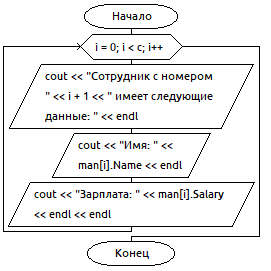 Начало
i = 0; i < c; i++
cout << "Сотрудник с номером
" << i + 1 << " имеет следующие
данные: " << endl
cout << "Имя: " <<
man[i].Name << endl
cout << "Зарплата: " << man[i].Salary
<< endl << endl
Конец